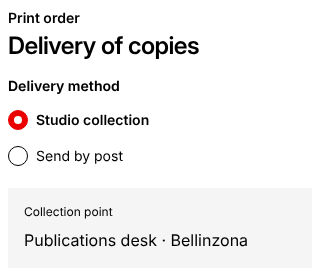 Print order
Delivery of copies
Delivery method
Studio collection
Send by post
Collection point
Publications desk · Bellinzona